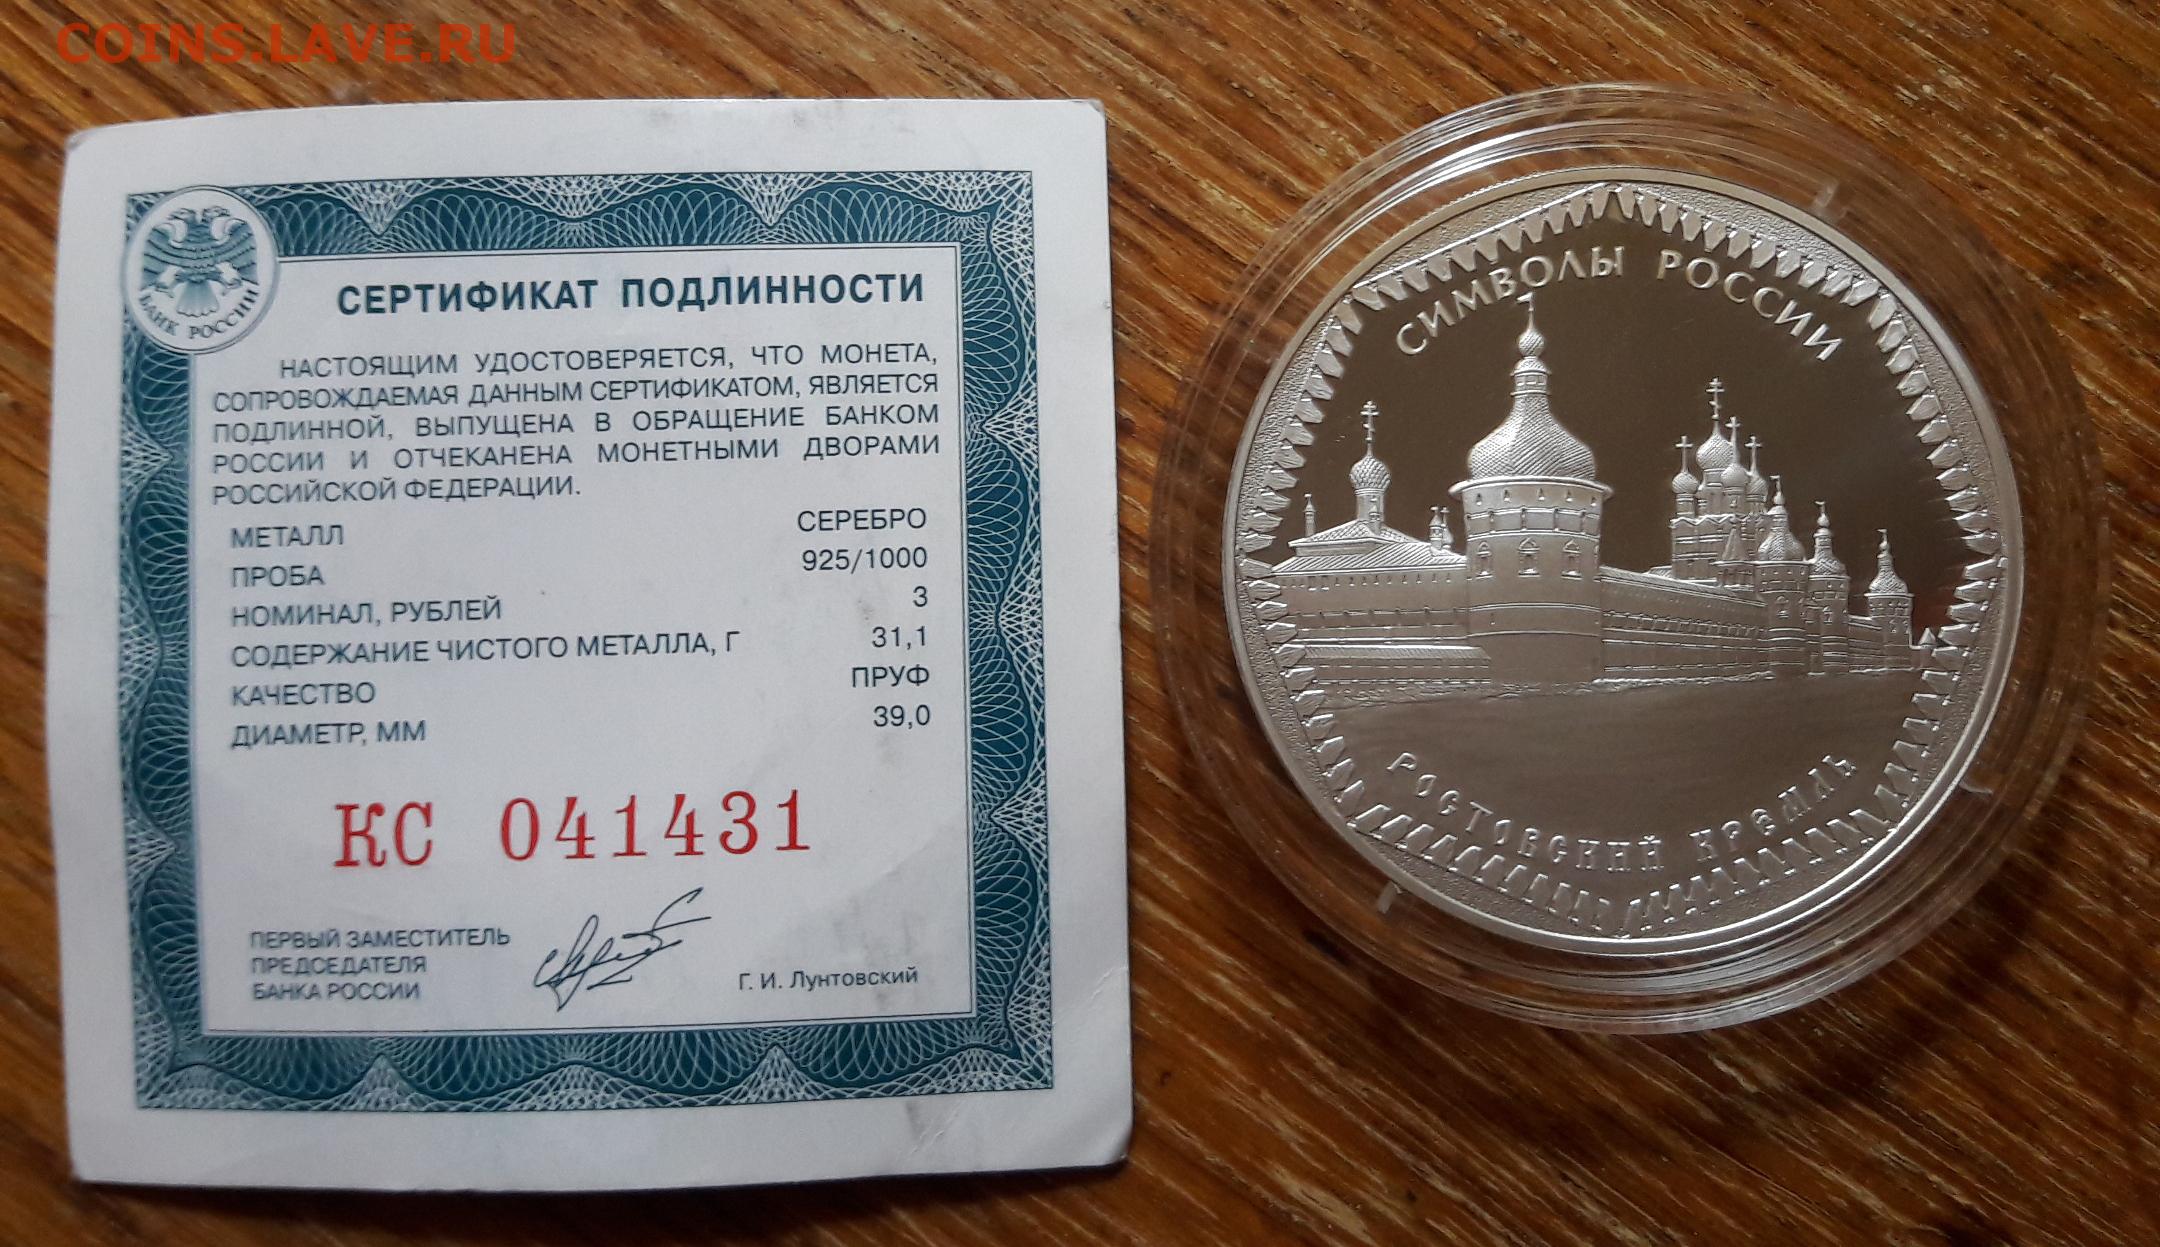 COINS.LAVE.RU
БАНК РОССИИ
СЕРТИФИКАТ ПОДЛИННОСТИ
НАСТОЯЩИМ УДОСТОВЕРЯЕТСЯ, ЧТО МОНЕТА,
СОПРОВОЖДАЕМАЯ ДАННЫМ СЕРТИФИКАТОМ, ЯВЛЯЕТСЯ
ПОДЛИННОЙ, ВЫПУЩЕНА В ОБРАЩЕНИЕ БАНКОМ
РОССИИ И ОТЧЕКАНЕНА МОНЕТНЫМИ ДВОРАМИ
РОССИЙСКОЙ ФЕДЕРАЦИИ.
МЕТАЛЛ СЕРЕБРО
ПРОБА 925/1000
НОМИНАЛ, РУБЛЕЙ 3
СОДЕРЖАНИЕ ЧИСТОГО МЕТАЛЛА, Г 31,1
КАЧЕСТВО ПРУФ
ДИАМЕТР, ММ 39,0
КС 041431
ПЕРВЫЙ ЗАМЕСТИТЕЛЬ
ПРЕДСЕДАТЕЛЯ
БАНКА РОССИИ
Г. И. Лунтовский
СИМВОЛЫ РОССИИ
РОСТОВСКИЙ КРЕМЛЬ